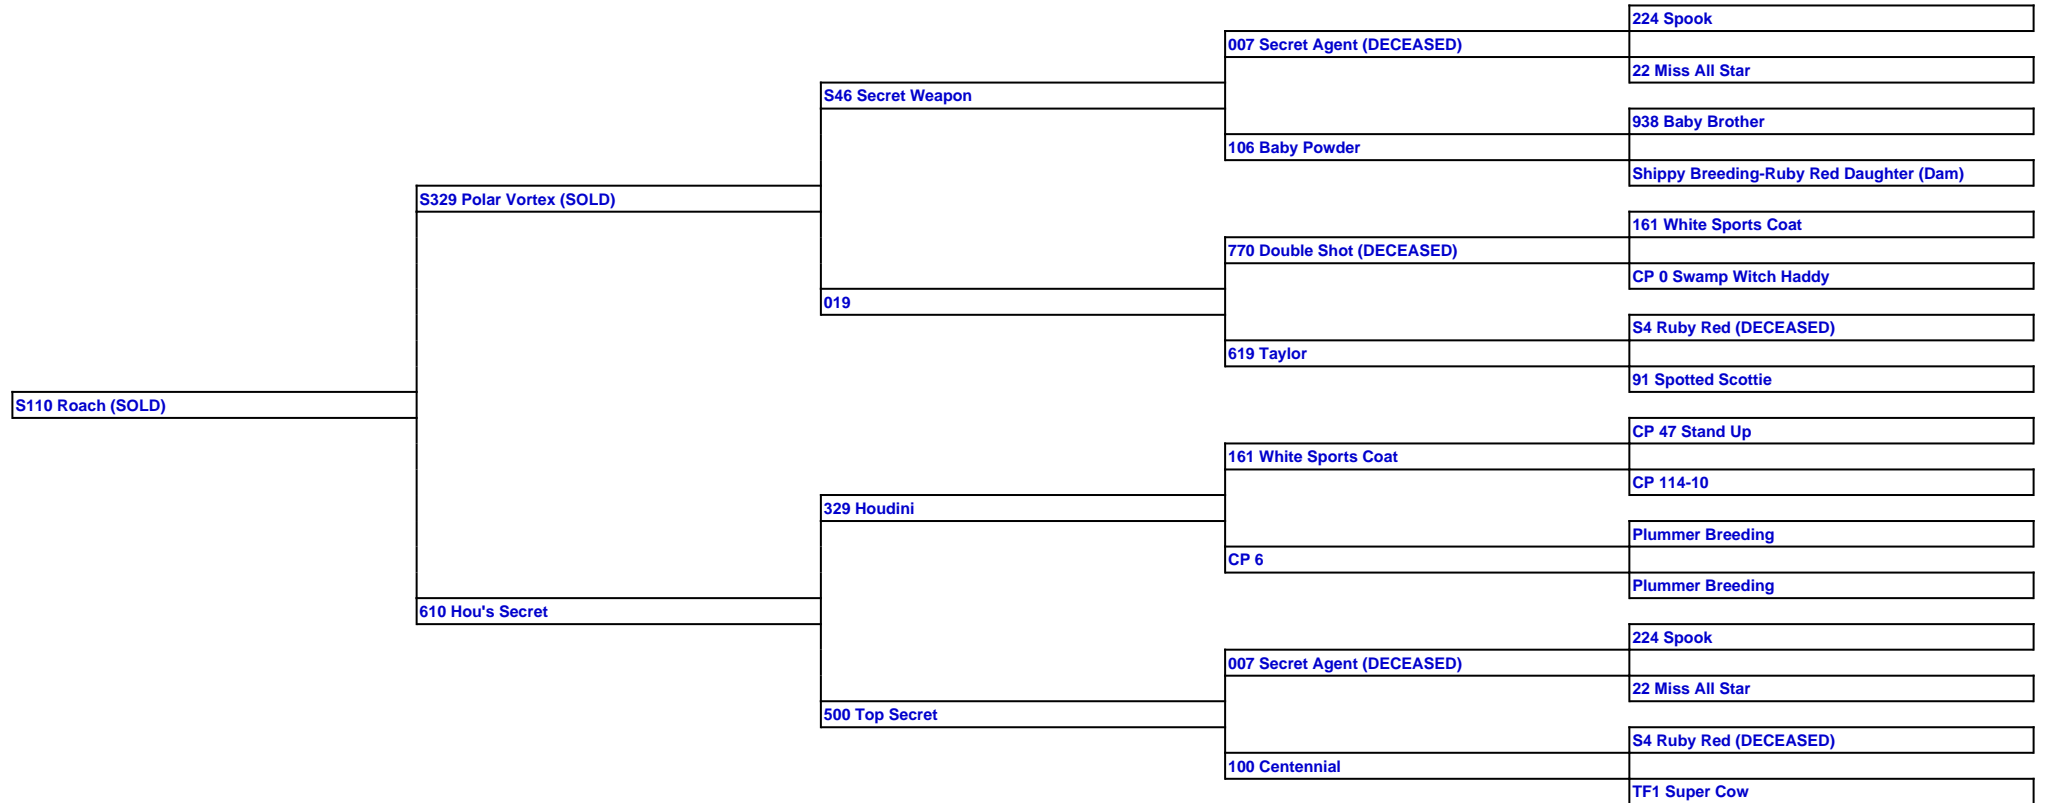 224 Spook
007 Secret Agent (DECEASED)
22 Miss All Star
S46 Secret Weapon
938 Baby Brother
106 Baby Powder
Shippy Breeding-Ruby Red Daughter (Dam)
S329 Polar Vortex (SOLD)
161 White Sports Coat
770 Double Shot (DECEASED)
CP 0 Swamp Witch Haddy
019
S4 Ruby Red (DECEASED)
619 Taylor
91 Spotted Scottie
S110 Roach (SOLD)
CP 47 Stand Up
161 White Sports Coat
CP 114-10
329 Houdini
Plummer Breeding
CP 6
Plummer Breeding
610 Hou's Secret
224 Spook
007 Secret Agent (DECEASED)
22 Miss All Star
500 Top Secret
S4 Ruby Red (DECEASED)
100 Centennial
TF1 Super Cow